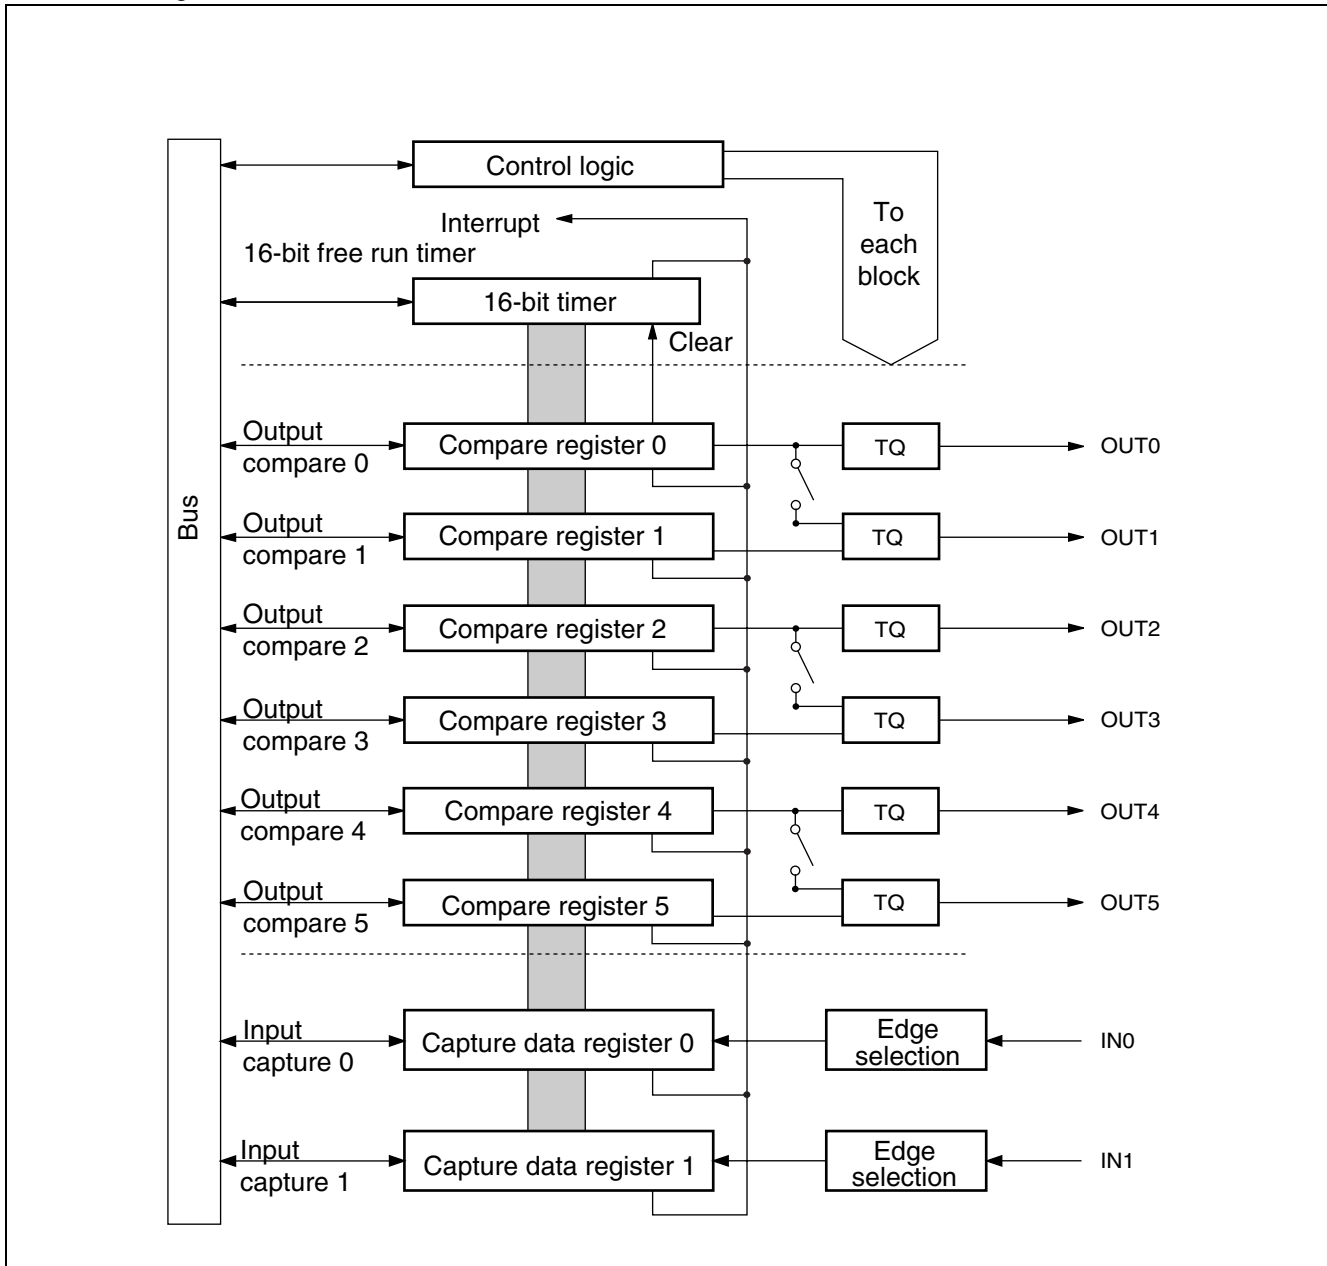 Control logic
To
each
block
Interrupt
16-bit free run timer
16-bit timer
Clear
Bus
Output
compare 0
Compare register 0
TQ
OUT0
Output
compare 1
Compare register 1
TQ
OUT1
Output
compare 2
Compare register 2
TQ
OUT2
Output
compare 3
Compare register 3
TQ
OUT3
Output
compare 4
Compare register 4
TQ
OUT4
Output
compare 5
Compare register 5
TQ
OUT5
Input
capture 0
Capture data register 0
Edge
selection
IN0
Input
capture 1
Capture data register 1
Edge
selection
IN1